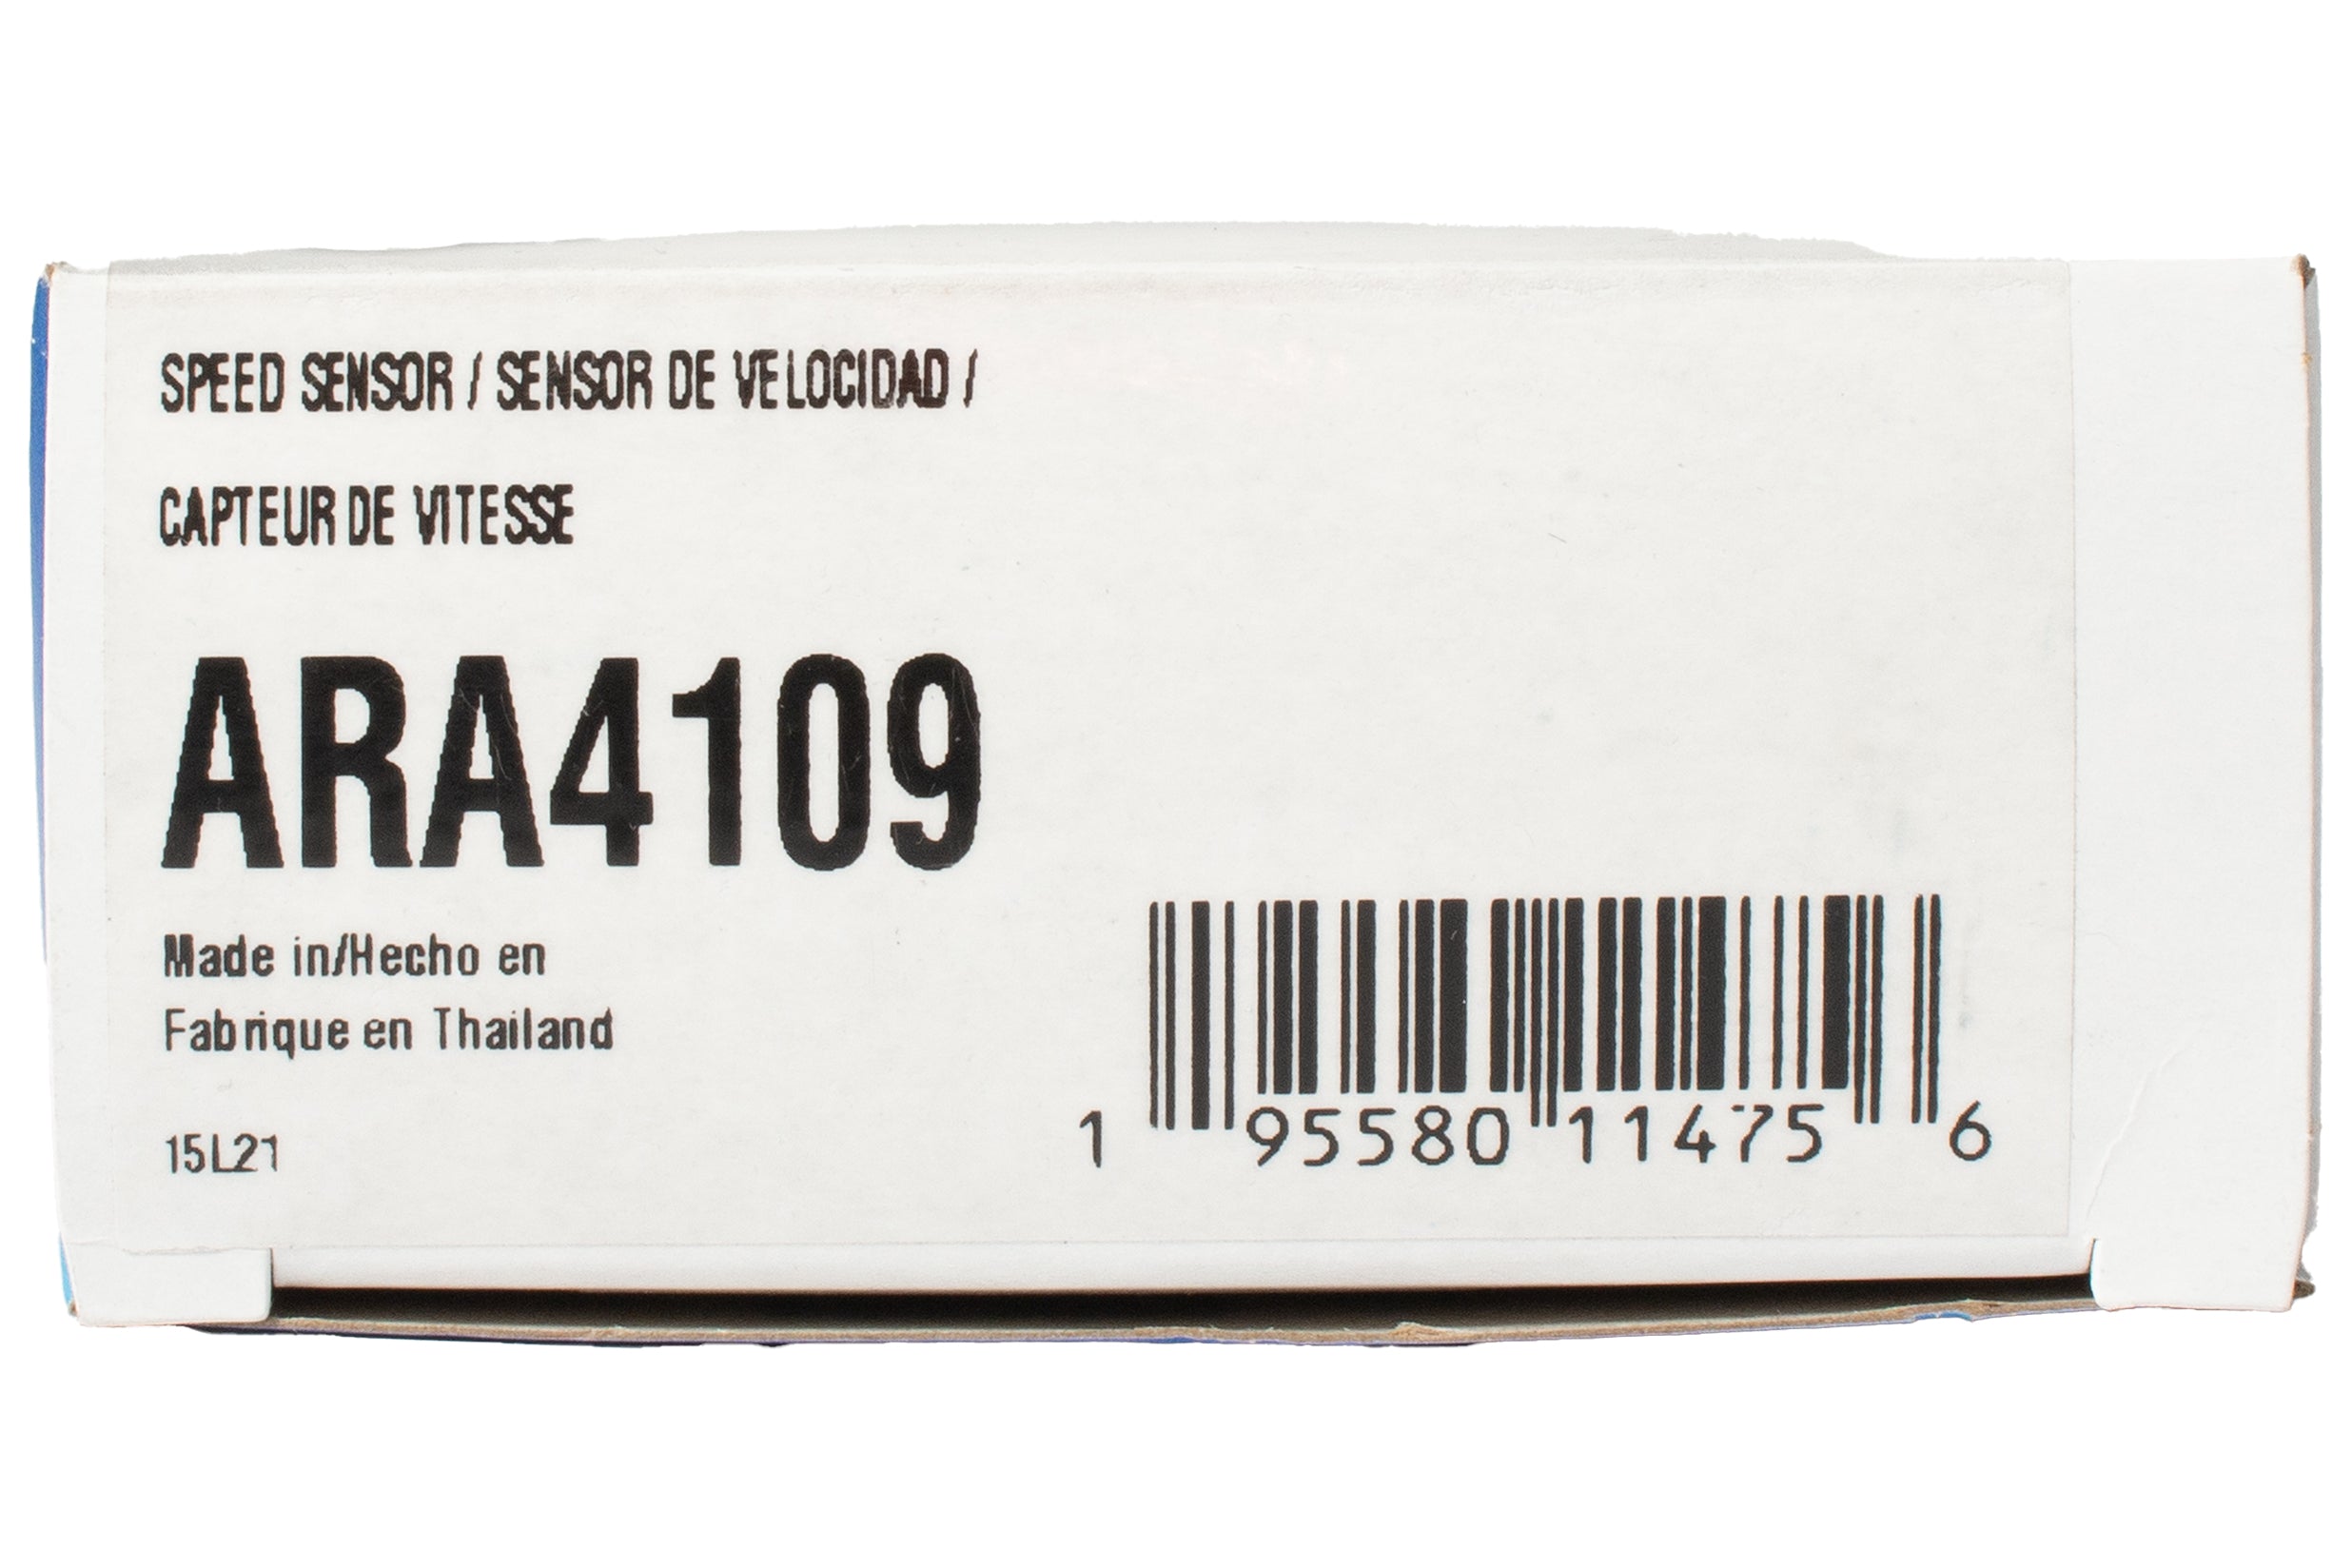 SPEED SENSOR / SENSOR DE VELOCIDAD /
CAPTEUR DE VITESSE
ARA4109
Made in/Hecho en
Fabrique en Thailand
15L21
1 95580 11475 6